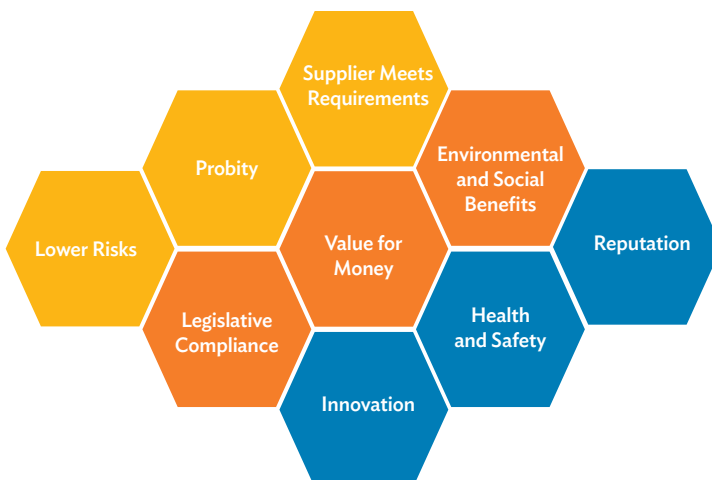 Supplier Meets
Requirements
Probity
Environmental
and Social
Benefits
Lower Risks
Value for
Money
Reputation
Legislative
Compliance
Health
and Safety
Innovation